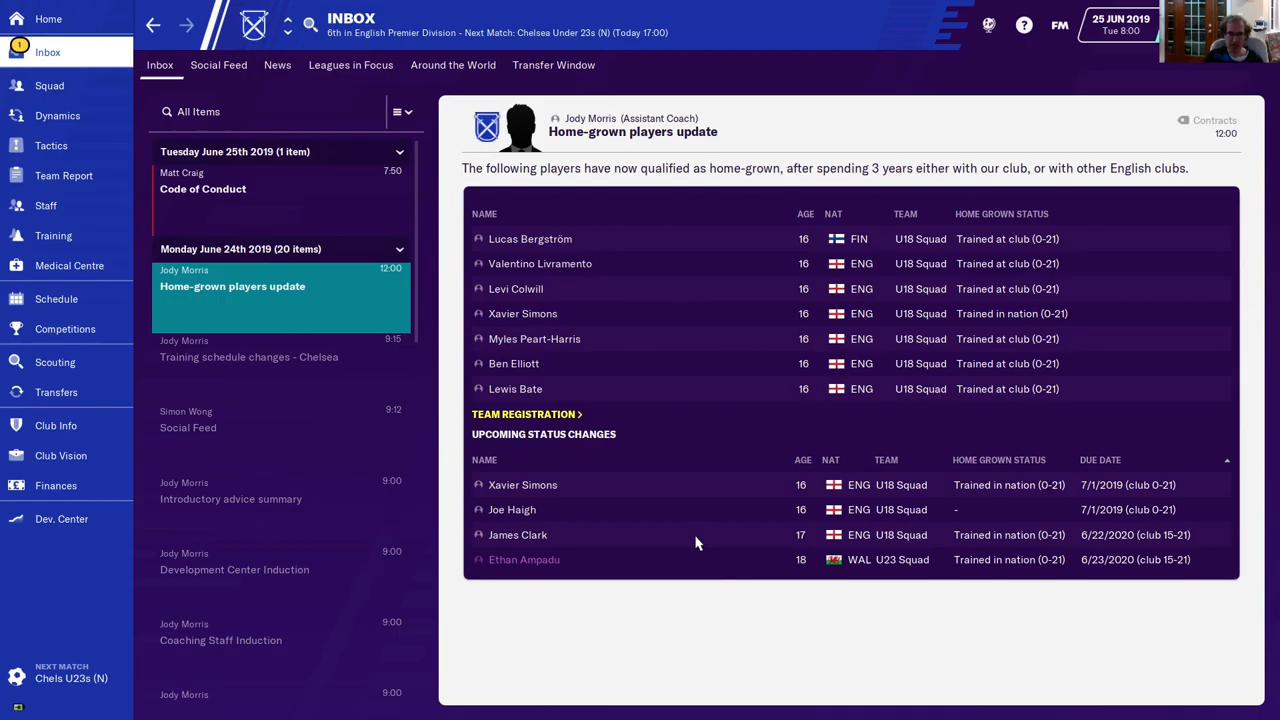 Home
1
Inbox
Squad
Dynamics
Tactics
Team Report
Staff
Training
Medical Centre
Schedule
Competitions
Scouting
Transfers
Club Info
Club Vision
Finances
Dev. Center
NEXT MATCH
Chels U23s (N)
INBOX
6th in English Premier Division - Next Match: Chelsea Under 23s (N) (Today 17:00)
? FM
25 JUN 2019
Tue 8:00
Inbox Social Feed News Leagues in Focus Around the World Transfer Window
All Items
Tuesday June 25th 2019 (1 item)
Matt Craig 7:50
Code of Conduct
Monday June 24th 2019 (20 items)
Jody Morris 12:00
Home-grown players update
Jody Morris 9:15
Training schedule changes - Chelsea
Simon Wong 9:12
Social Feed
Jody Morris 9:00
Introductory advice summary
Jody Morris 9:00
Development Center Induction
Jody Morris 9:00
Coaching Staff Induction
Jody Morris 9:00
Jody Morris (Assistant Coach)
Home-grown players update
Contracts
12:00
The following players have now qualified as home-grown, after spending 3 years either with our club, or with other English clubs.
NAME AGE NAT TEAM HOME GROWN STATUS
Lucas Bergström 16 FIN U18 Squad Trained at club (0-21)
Valentino Livramento 16 ENG U18 Squad Trained at club (0-21)
Levi Colwill 16 ENG U18 Squad Trained at club (0-21)
Xavier Simons 16 ENG U18 Squad Trained in nation (0-21)
Myles Peart-Harris 16 ENG U18 Squad Trained at club (0-21)
Ben Elliott 16 ENG U18 Squad Trained at club (0-21)
Lewis Bate 16 ENG U18 Squad Trained at club (0-21)
TEAM REGISTRATION >
UPCOMING STATUS CHANGES
NAME AGE NAT TEAM HOME GROWN STATUS DUE DATE
Xavier Simons 16 ENG U18 Squad Trained in nation (0-21) 7/1/2019 (club 0-21)
Joe Haigh 16 ENG U18 Squad - 7/1/2019 (club 0-21)
James Clark 17 ENG U18 Squad Trained in nation (0-21) 6/22/2020 (club 15-21)
Ethan Ampadu 18 WAL U23 Squad Trained in nation (0-21) 6/23/2020 (club 15-21)